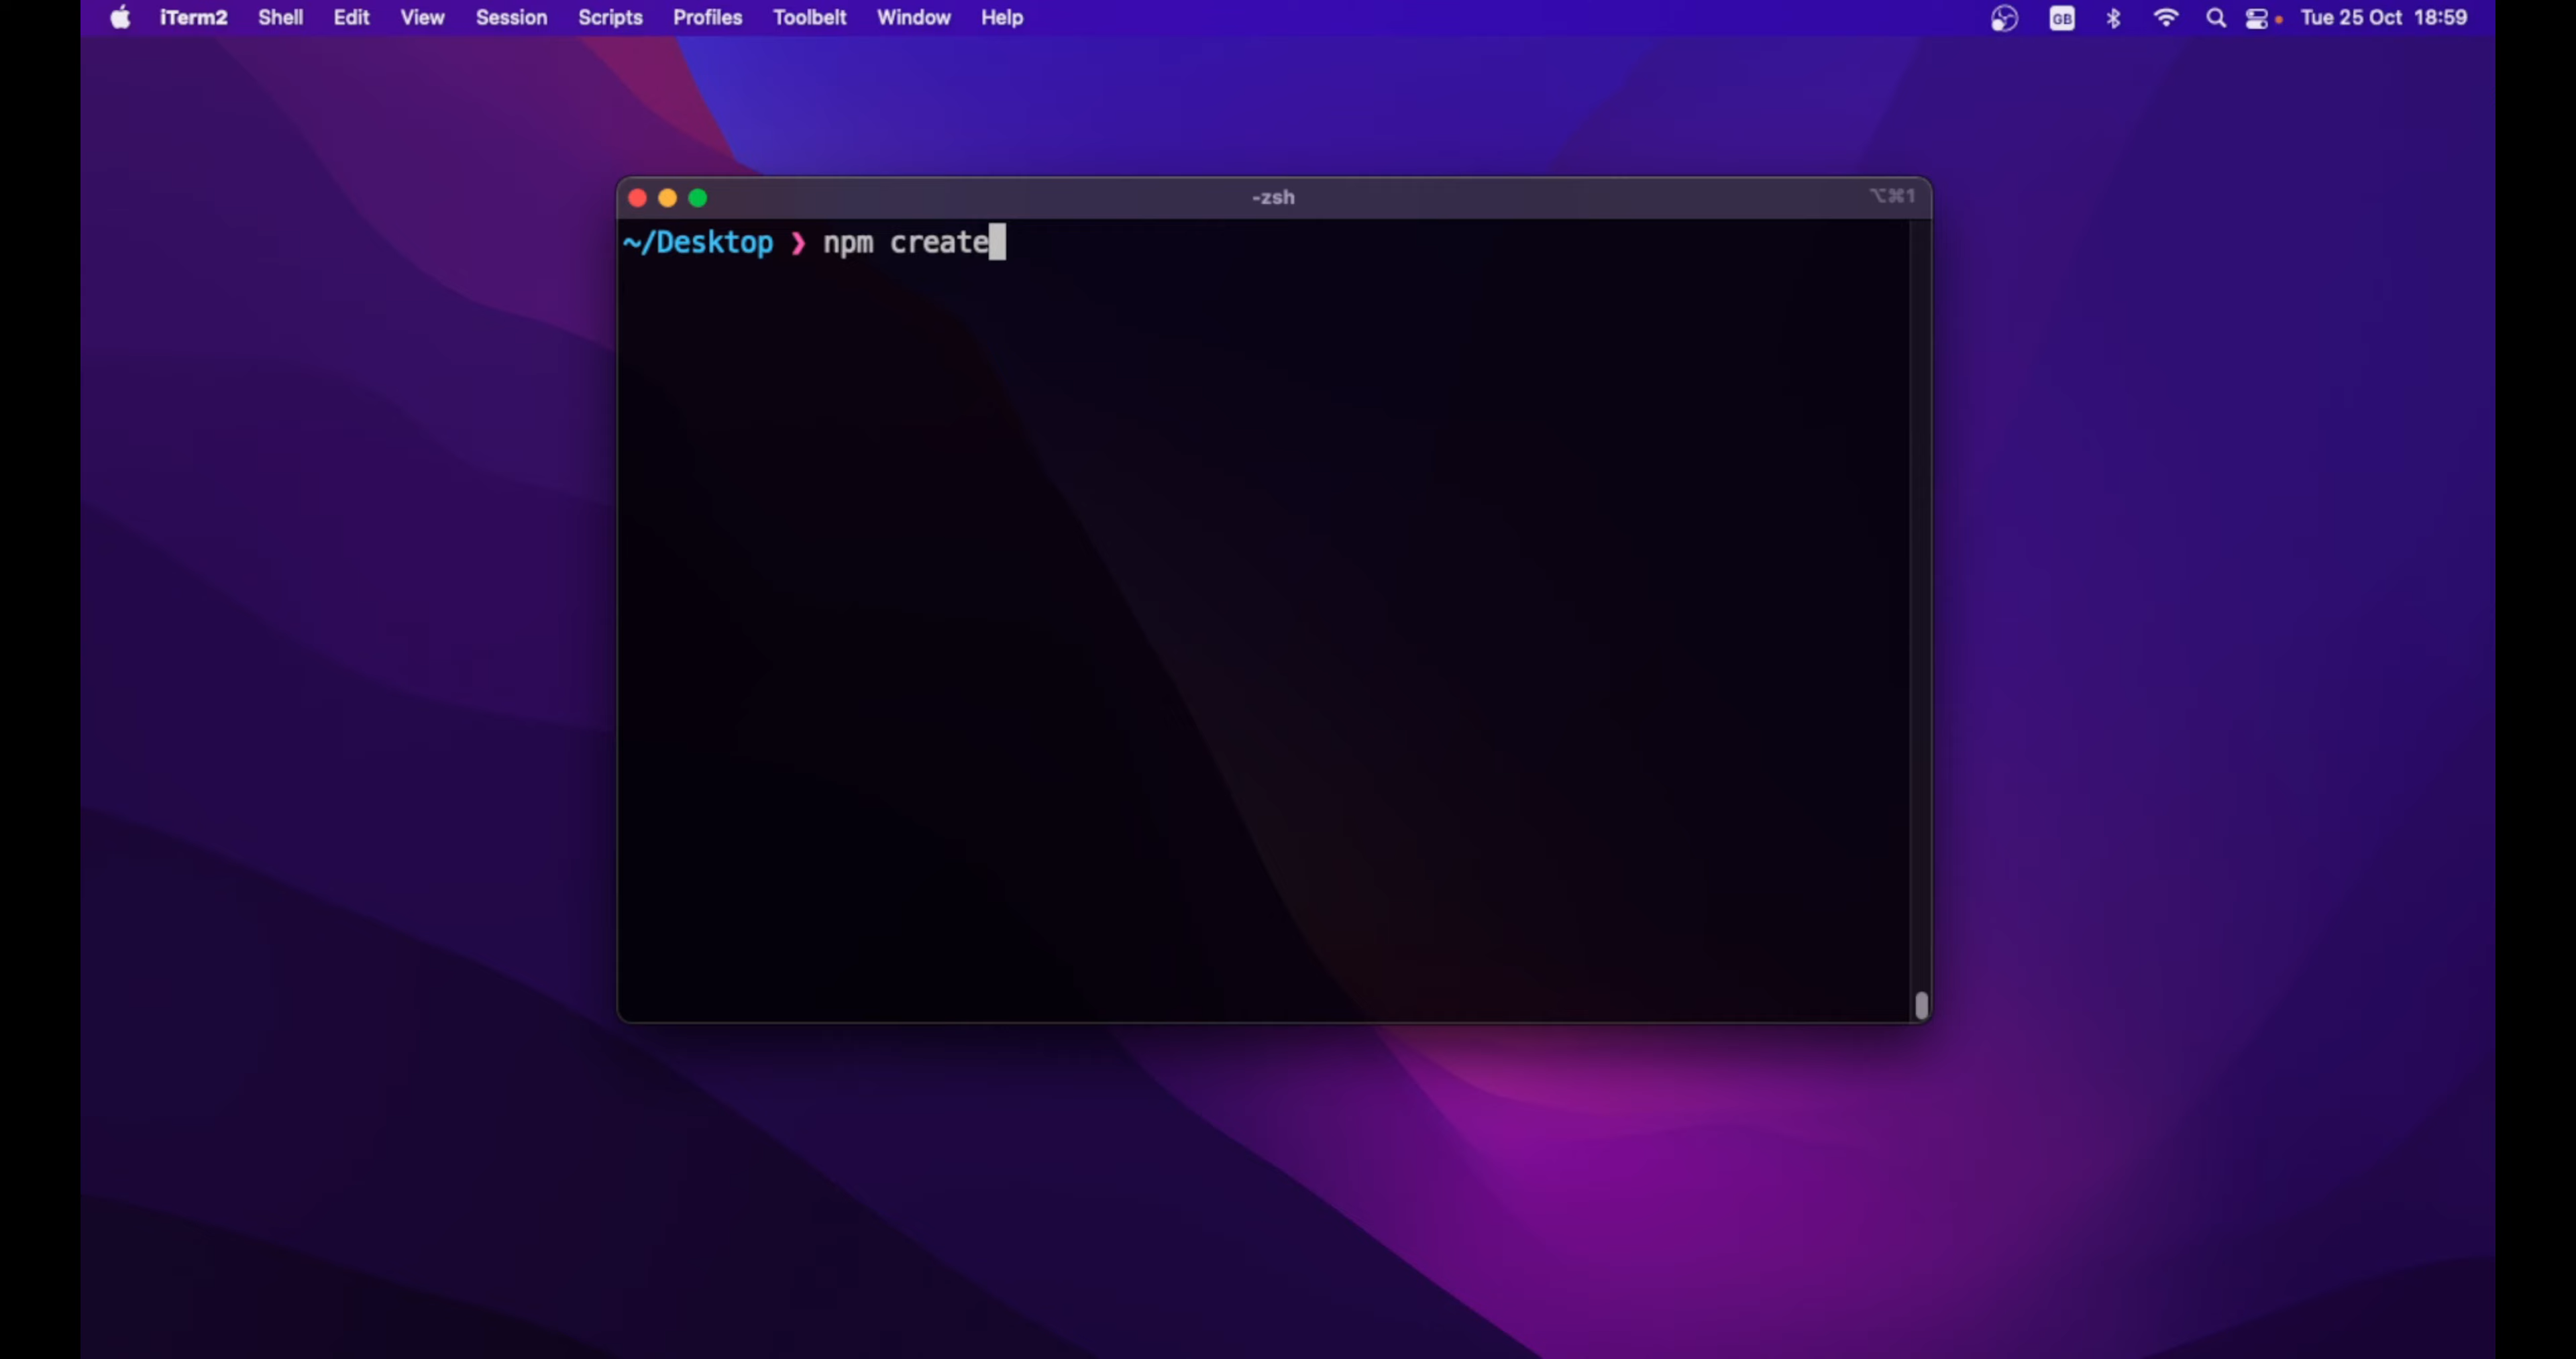 iTerm2 Shell Edit View Session Scripts Profiles Toolbelt Window Help GB Tue 25 Oct 18:59
-zsh ⌥⌘1
~/Desktop ❯ npm create